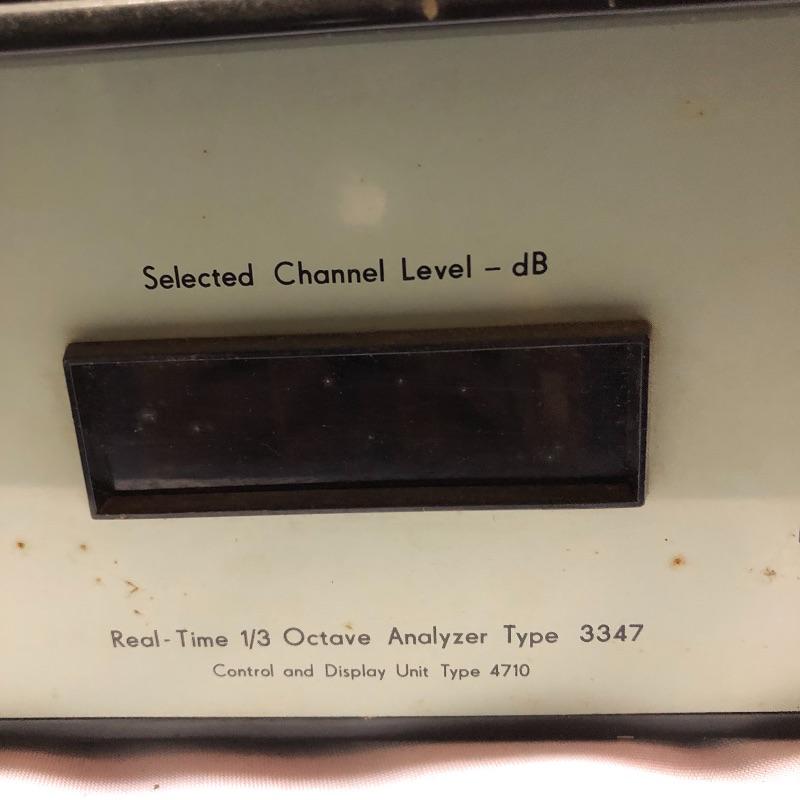 Selected Channel Level – dB
Real-Time 1/3 Octave Analyzer Type 3347
Control and Display Unit Type 4710